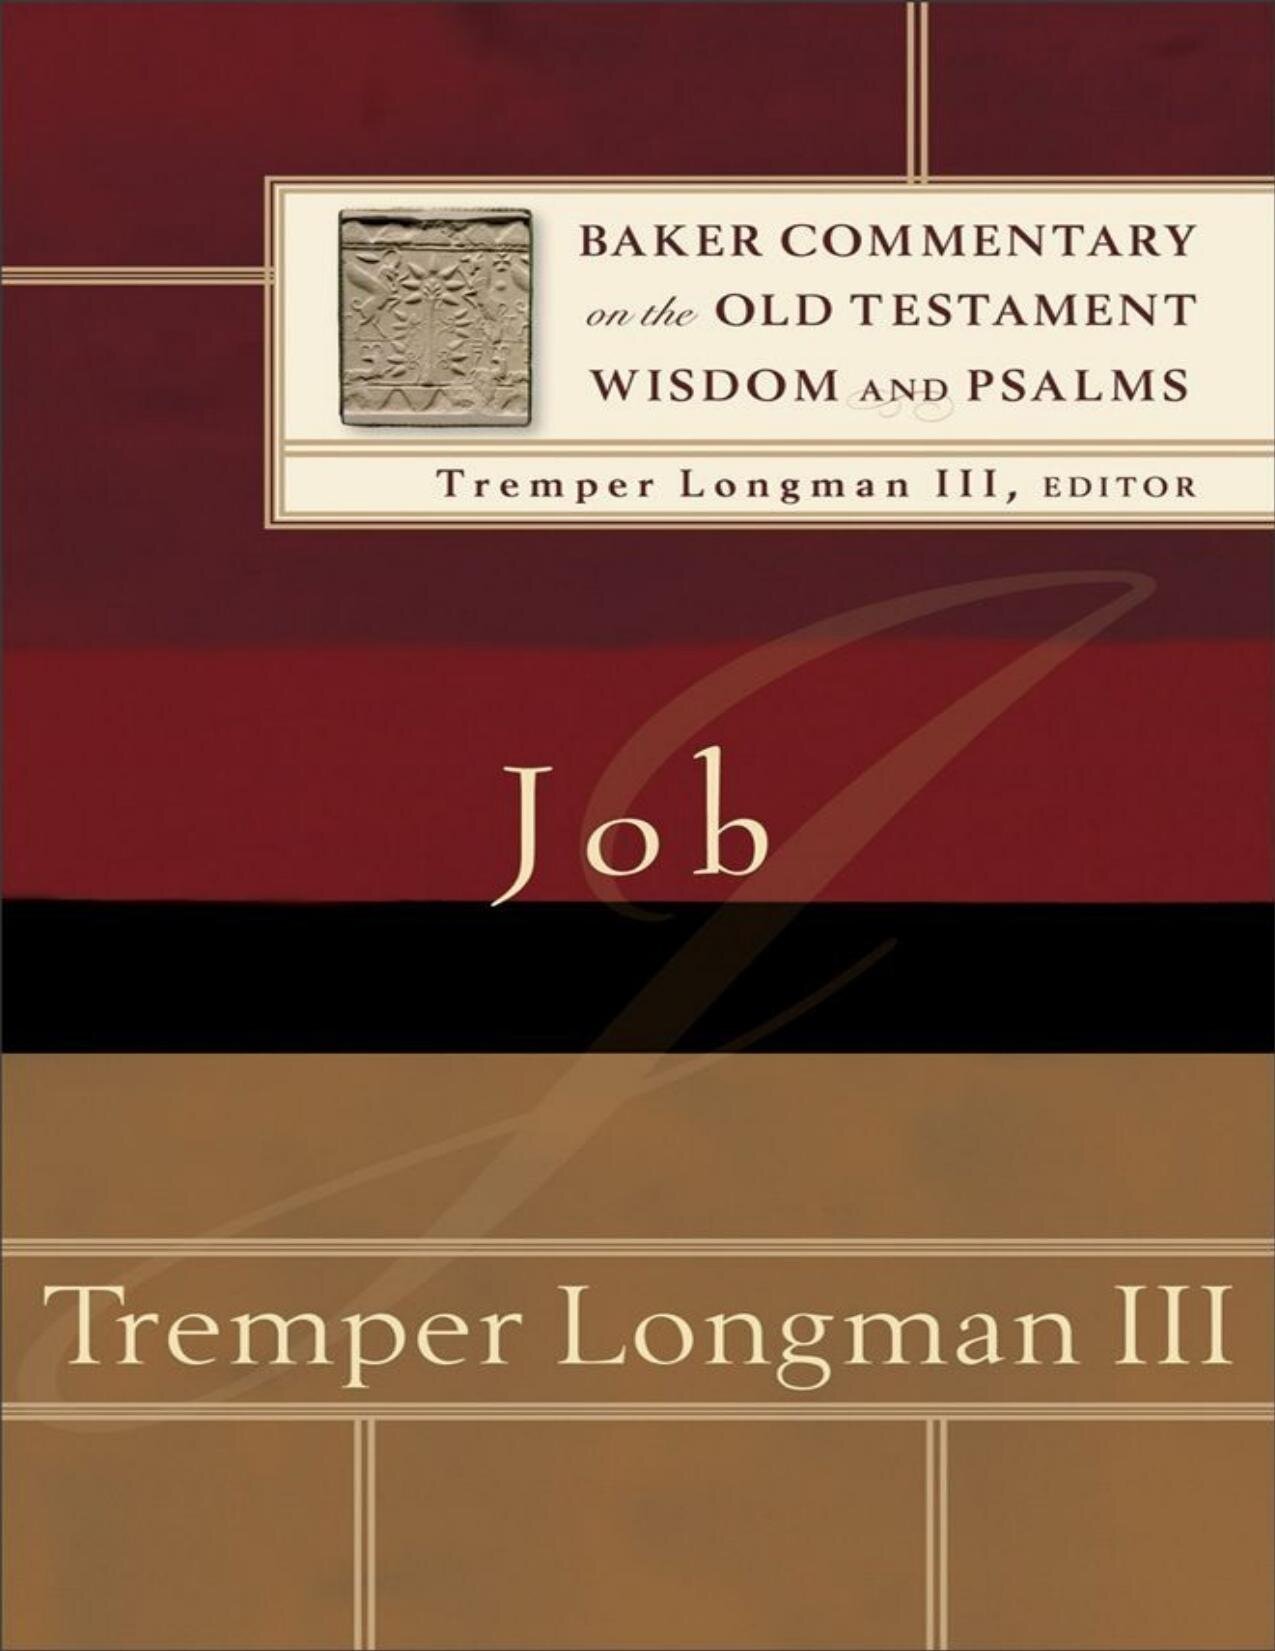 BAKER COMMENTARY
on the OLD TESTAMENT
WISDOM AND PSALMS
Tremper Longman III, EDITOR
Job
Tremper Longman III